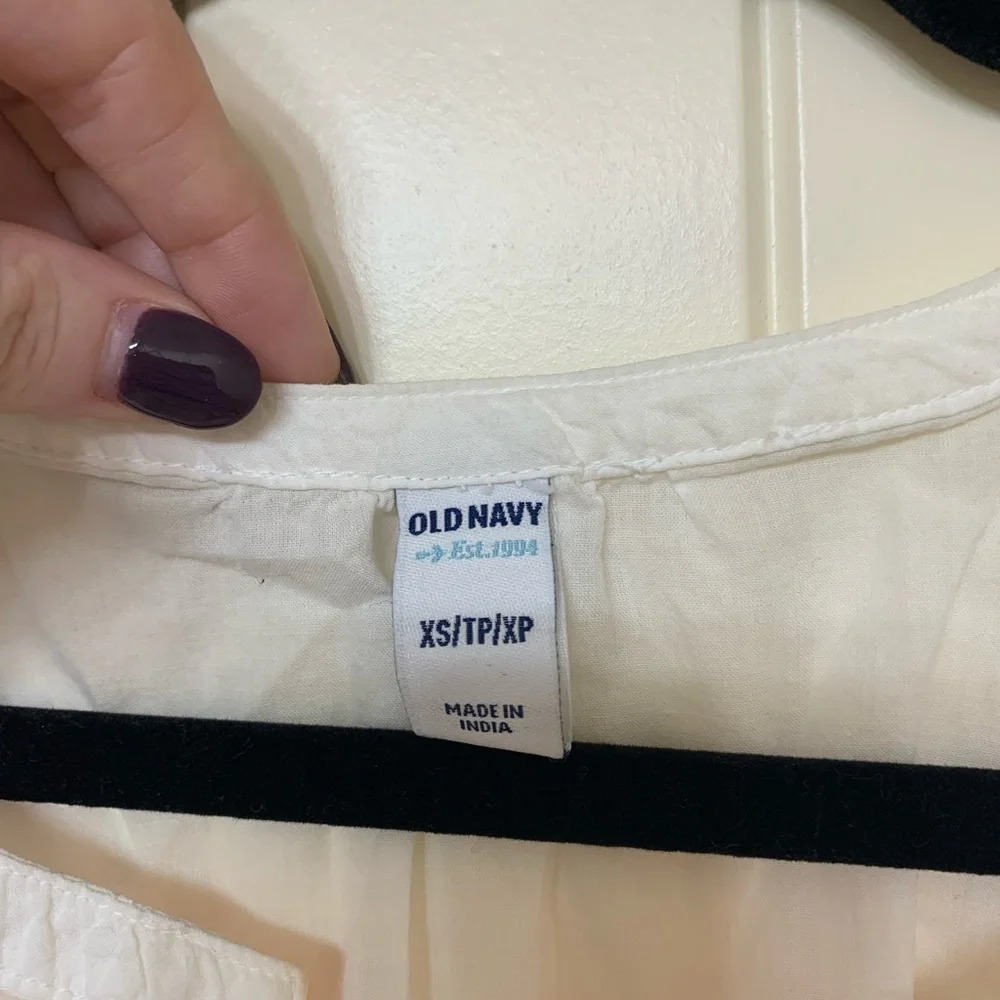 OLD NAVY
Est.1994
XS/TP/XP
MADE IN
INDIA